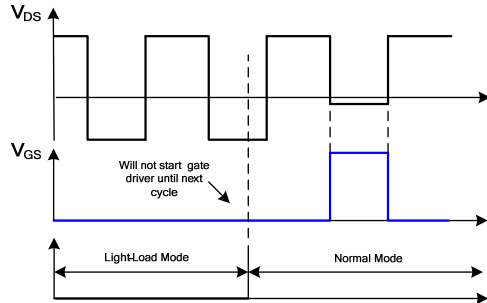 VDS
VGS
Will not start gate
driver until next
cycle
Light-Load Mode
Normal Mode